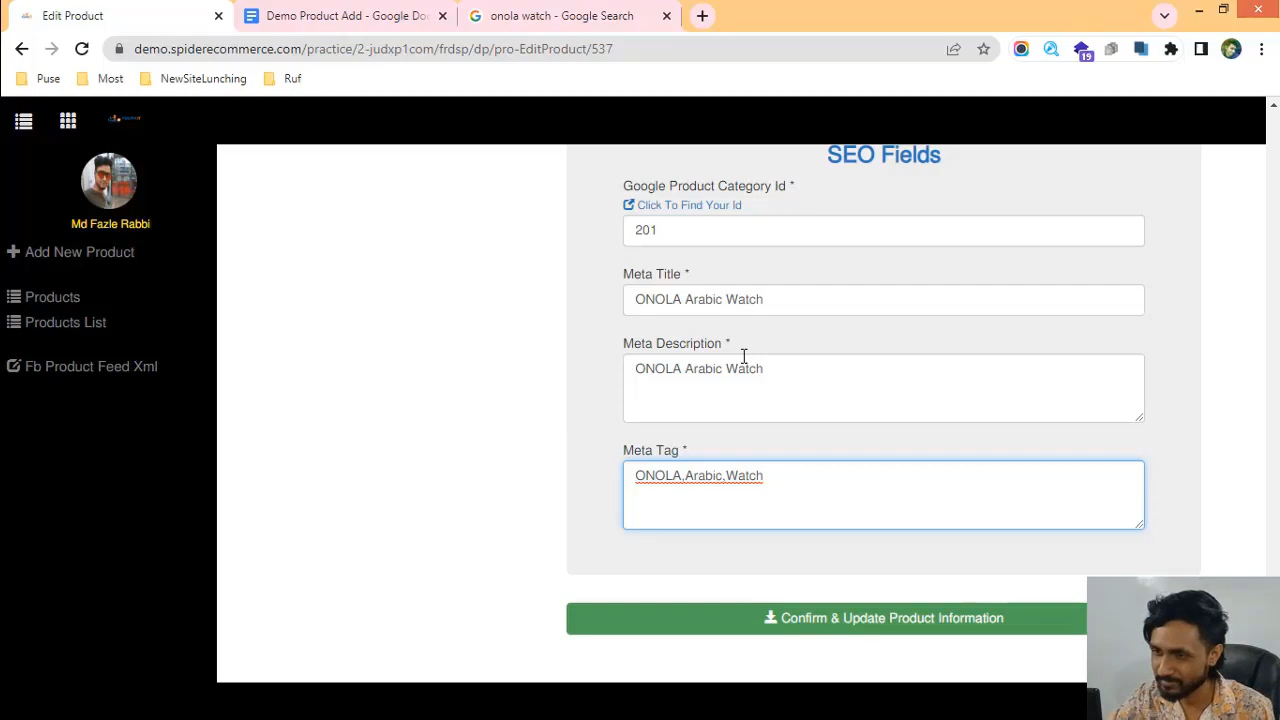 Edit Product
Demo Product Add - Google Do
onola watch - Google Search
demo.spiderecommerce.com/practice/2-judxp1com/frdsp/dp/pro-EditProduct/537
19
Puse
Most
NewSiteLunching
Ruf
SEO Fields
Md Fazle Rabbi
Add New Product
Products
Products List
Fb Product Feed Xml
Google Product Category Id *
Click To Find Your Id
201
Meta Title *
ONOLA Arabic Watch
Meta Description *
ONOLA Arabic Watch
Meta Tag *
ONOLA,Arabic,Watch
Confirm & Update Product Information